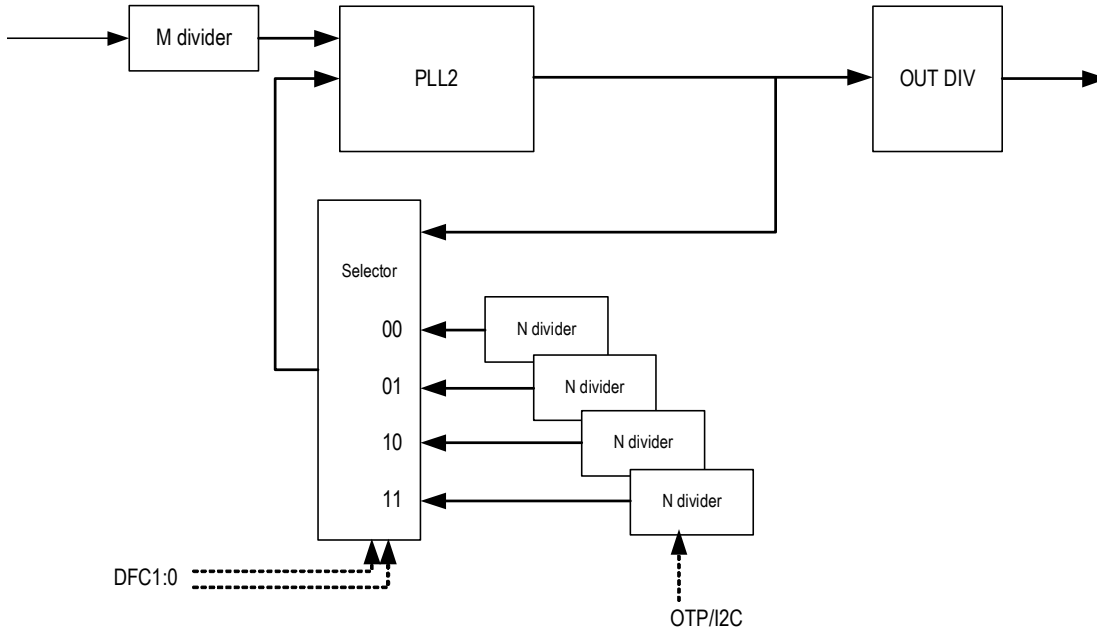 M divider
PLL2
OUT DIV
Selector
00
N divider
01
N divider
10
N divider
11
N divider
DFC1:0
OTP/I2C